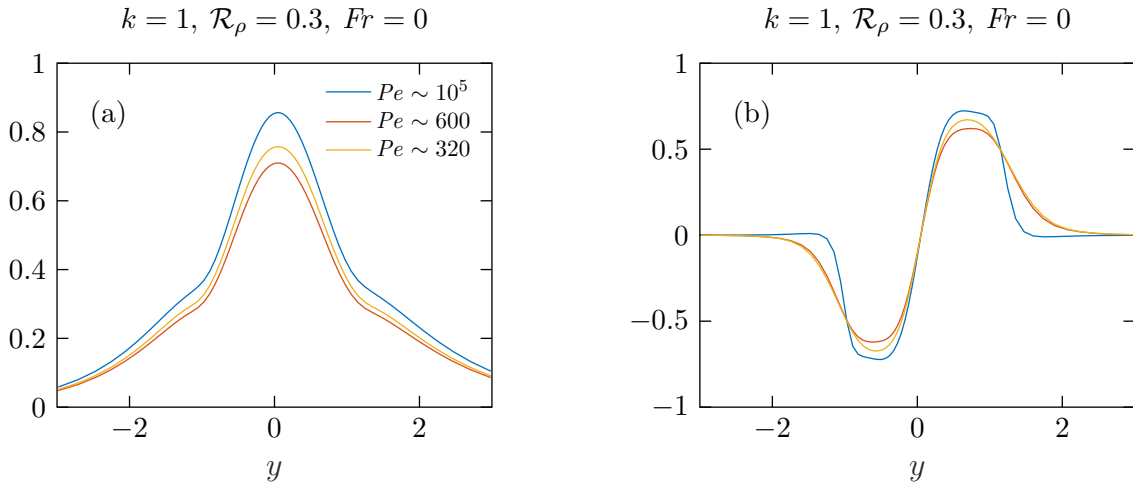 k = 1, ℛ_ρ = 0.3, Fr = 0
1
(a)
Pe ∼ 10⁵
Pe ∼ 600
Pe ∼ 320
0.8
0.6
0.4
0.2
0
−2
0
2
y
k = 1, ℛ_ρ = 0.3, Fr = 0
1
(b)
0.5
0
−0.5
−1
−2
0
2
y